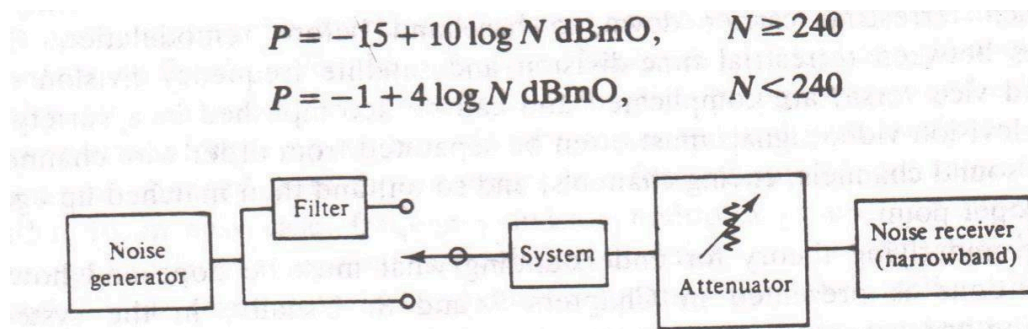 P = -15 + 10 log N dBmO, N ≥ 240
P = -1 + 4 log N dBmO, N < 240
Filter
Noise
generator
System
Attenuator
Noise receiver
(narrowband)